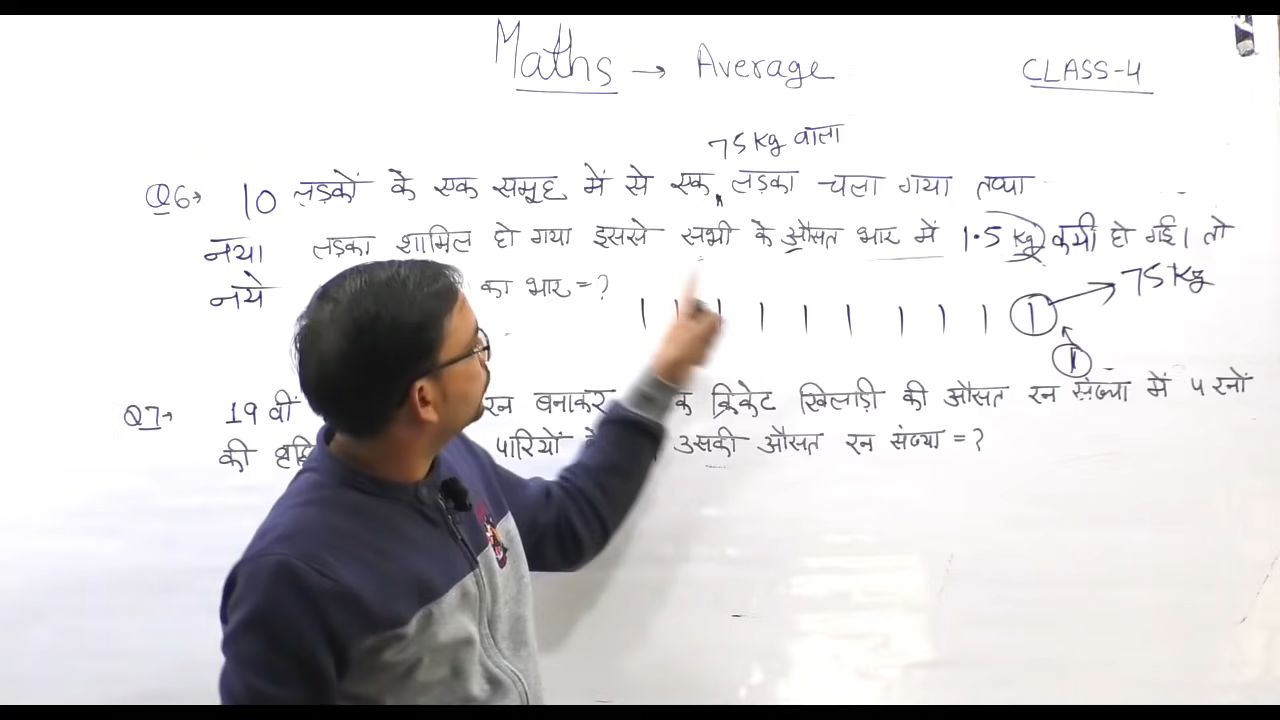 Maths → Average
CLASS-4
75 Kg वाला
Q6→ 10 लड़कों के एक समूह में से एक लड़का चला गया तथा
नया लड़का शामिल हो गया इससे सभी के औसत भार में 1.5 Kg कमी हो गई। तो
नये का भार = ?
75 Kg
1
1
Q7→ 19 वीं रन बनाकर क्रिकेट खिलाड़ी की औसत रन संख्या में 4 रनों
की पारियों उसकी औसत रन संख्या = ?